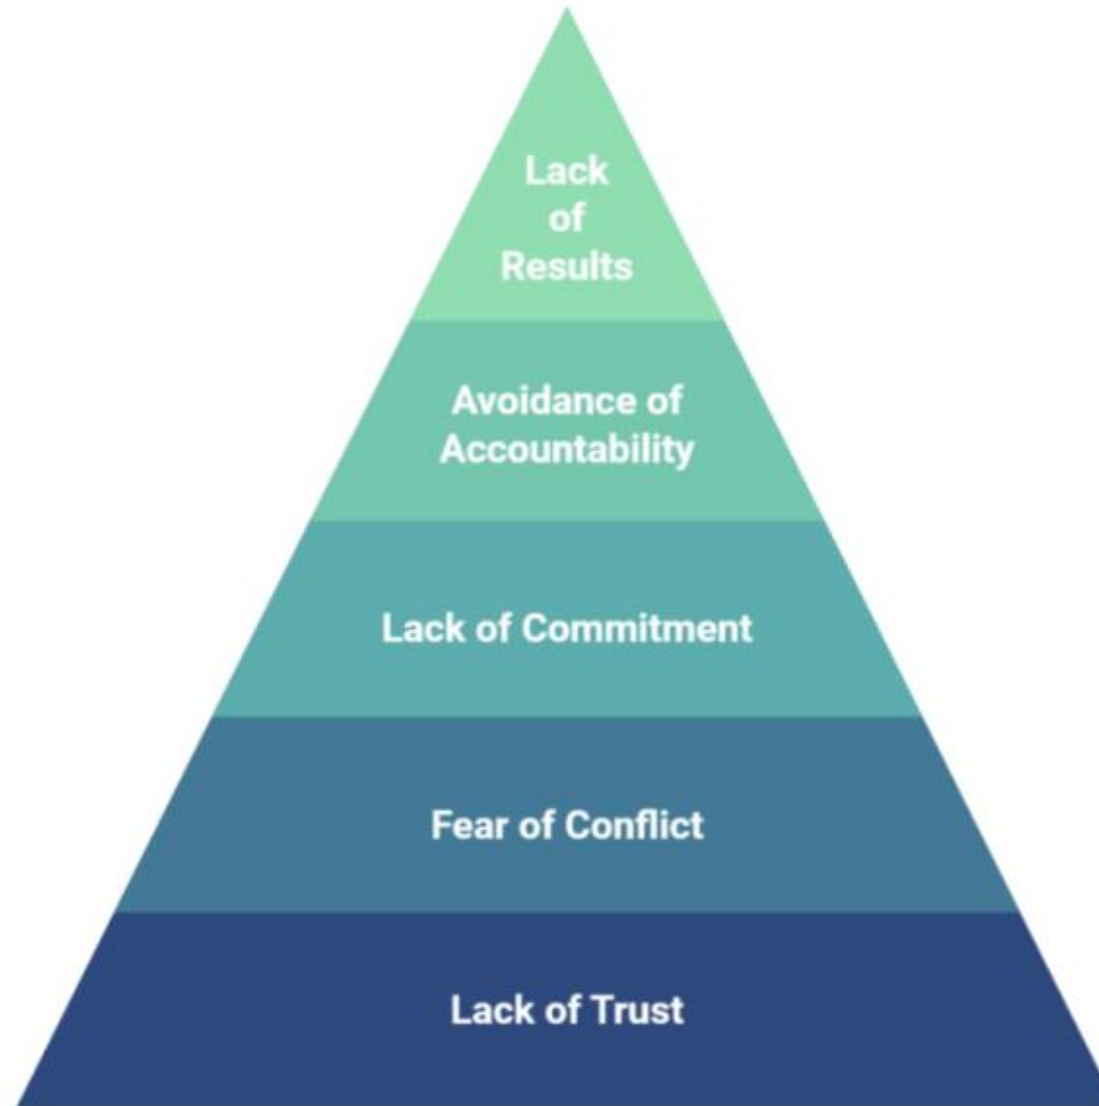 Lack
of
Results
Avoidance of
Accountability
Lack of Commitment
Fear of Conflict
Lack of Trust